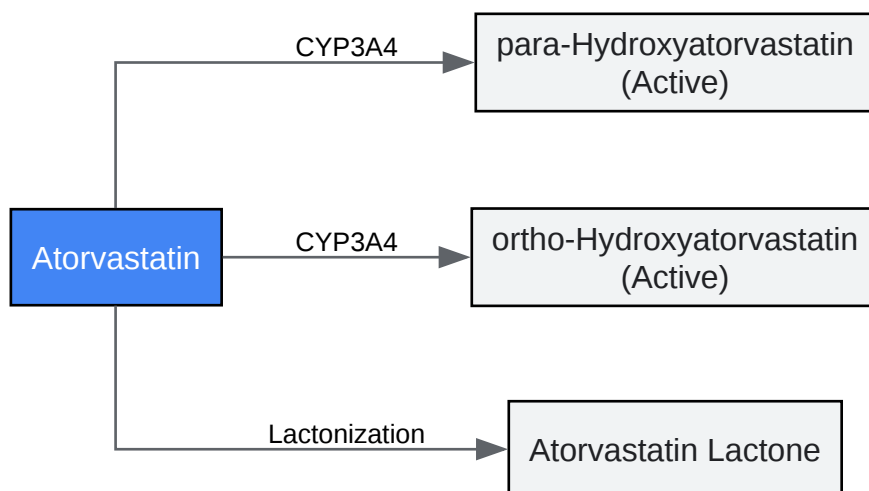 CYP3A4
para-Hydroxyatorvastatin
(Active)
Atorvastatin
CYP3A4
ortho-Hydroxyatorvastatin
(Active)
Lactonization
Atorvastatin Lactone